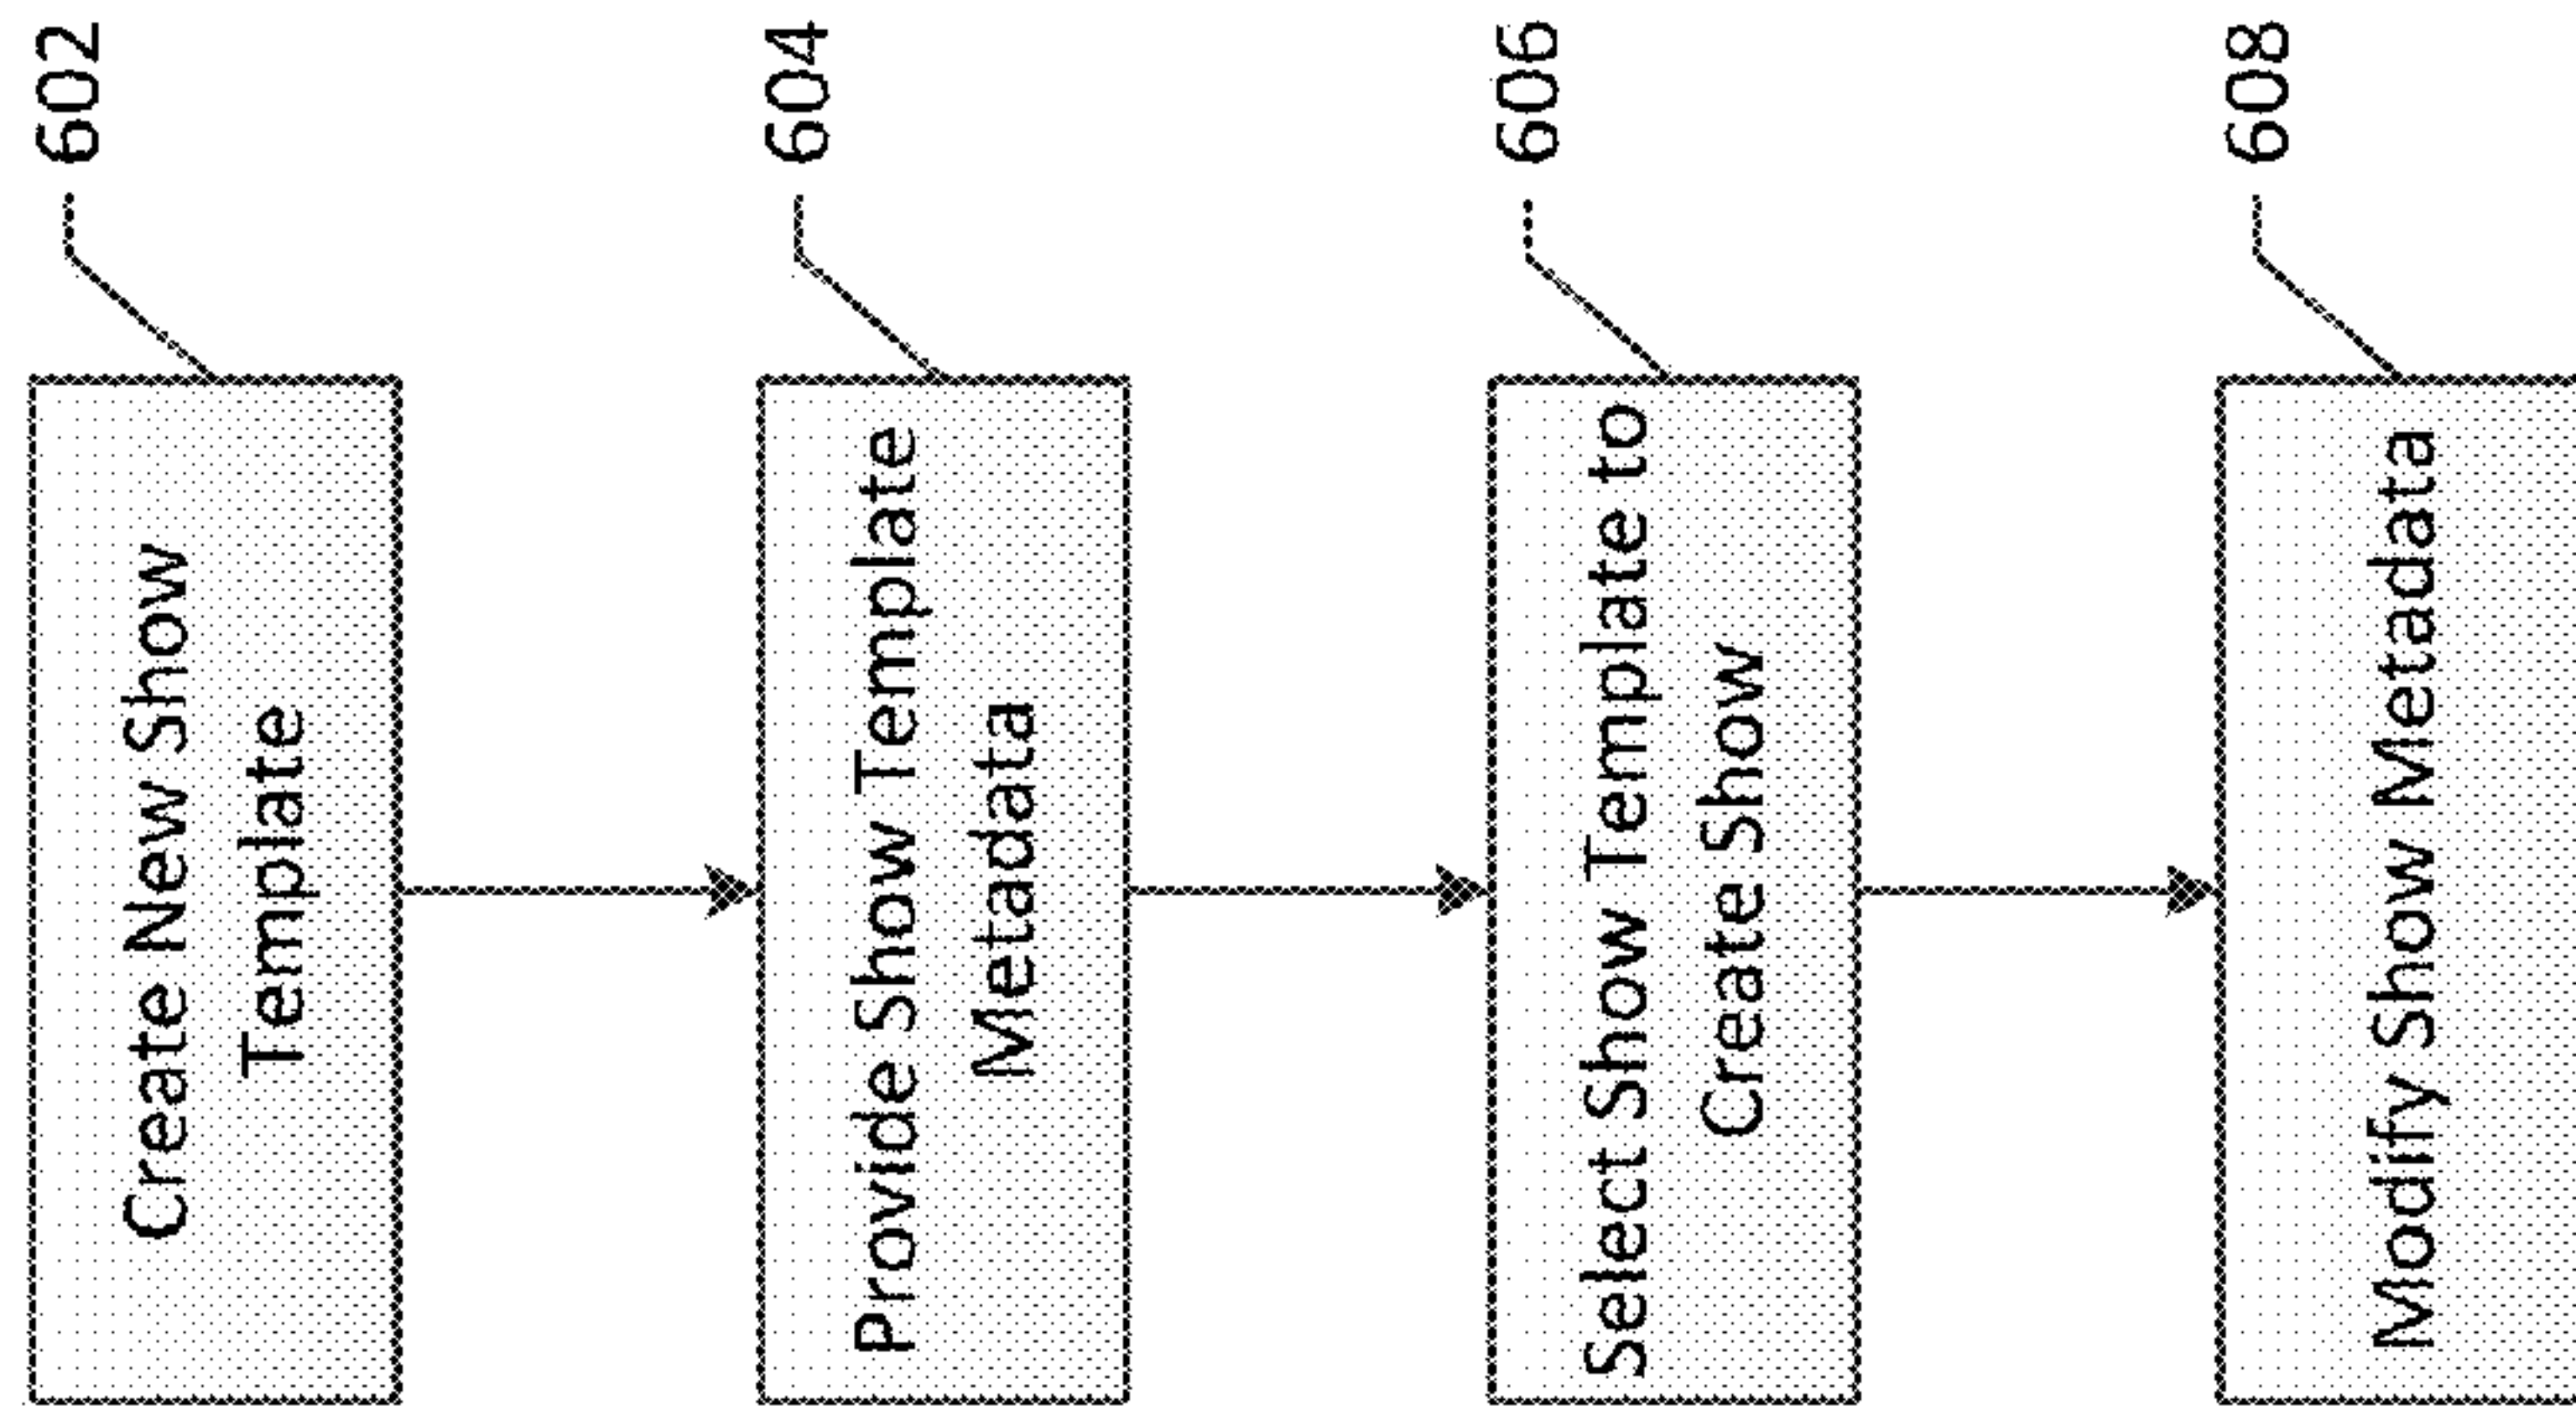 602
Create New Show
Template
604
Provide Show Template
Metadata
606
Select Show Template to
Create Show
608
Modify Show Metadata